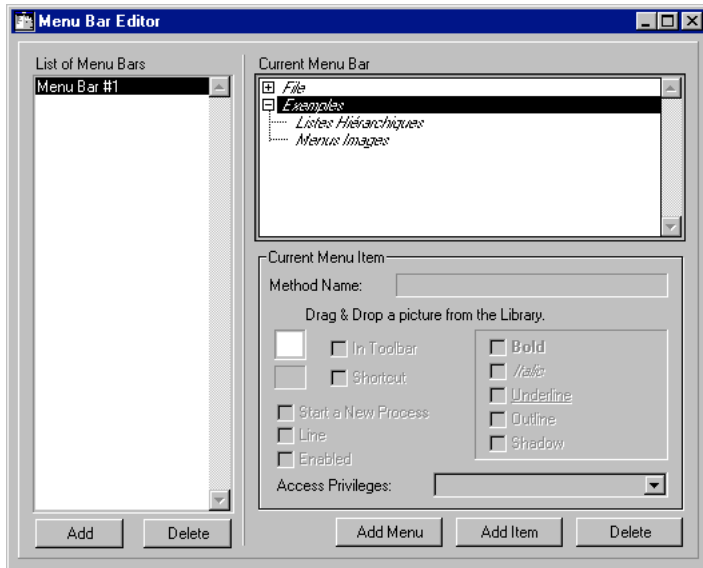 Menu Bar Editor
List of Menu Bars
Menu Bar #1
Add
Delete
Current Menu Bar
File
Exemples
Listes Hiérarchiques
Menus Images
Current Menu Item
Method Name:
Drag & Drop a picture from the Library.
In Toolbar
Shortcut
Start a New Process
Line
Enabled
Bold
Italic
Underline
Outline
Shadow
Access Privileges:
Add Menu
Add Item
Delete